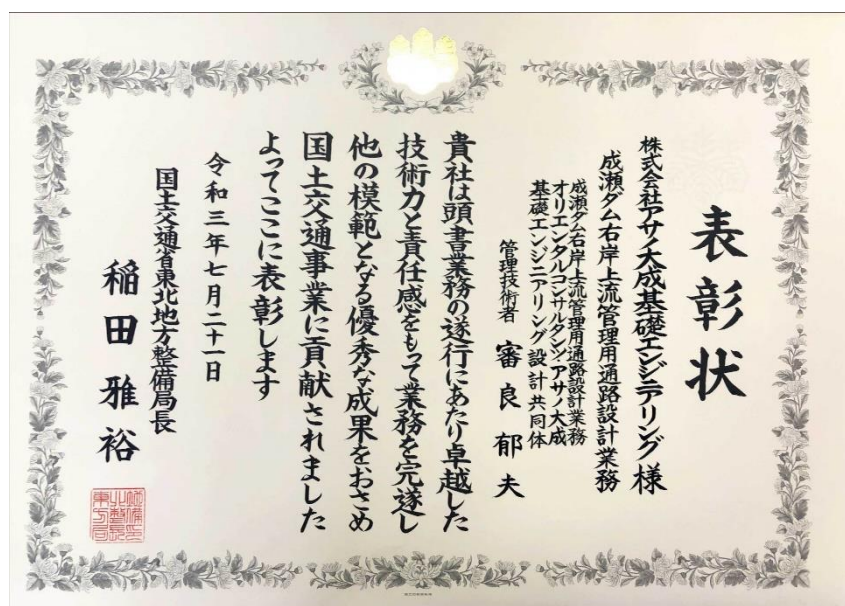 表彰状
株式会社アサノ大成基礎エンジニアリング様
成瀬ダム右岸上流管理用通路設計業務
成瀬ダム右岸上流管理用通路設計業務
オリエンタルコンサルタンツ・アサノ大成
基礎エンジニアリング設計共同体
管理技術者 審良郁夫
貴社は頭書業務の遂行にあたり卓越した
技術力と責任感をもって業務を完遂し
他の模範となる優秀な成果をおさめ
国土交通事業に貢献されました
よってここに表彰します
令和三年七月二十一日
国土交通省東北地方整備局長
稲田雅裕